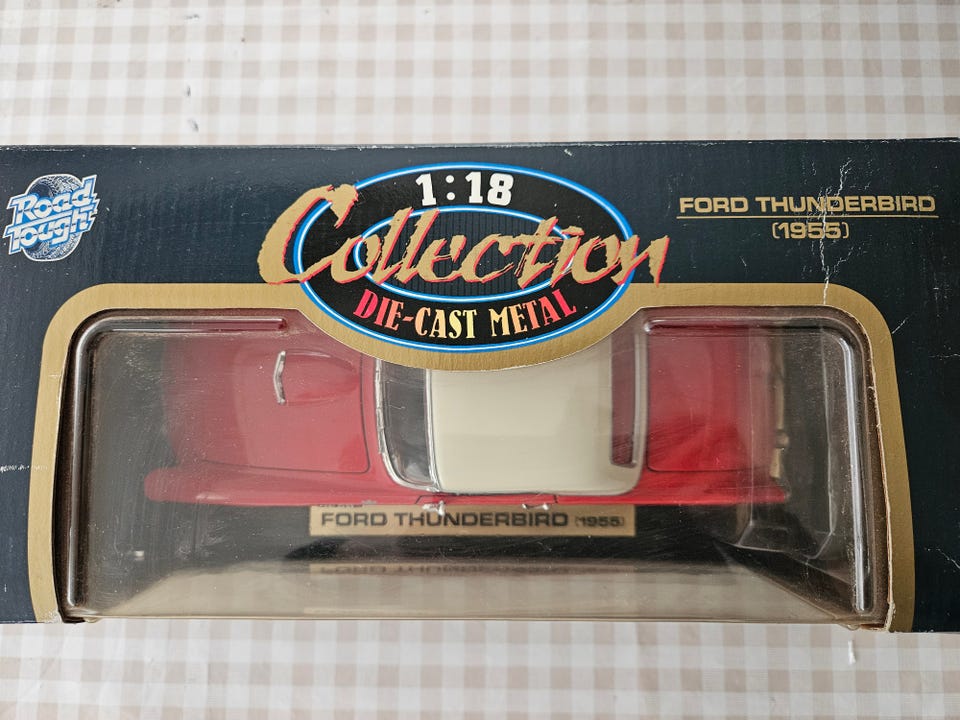 Road
Tough
1:18
Collection
DIE-CAST METAL
FORD THUNDERBIRD
(1955)
FORD THUNDERBIRD (1955)